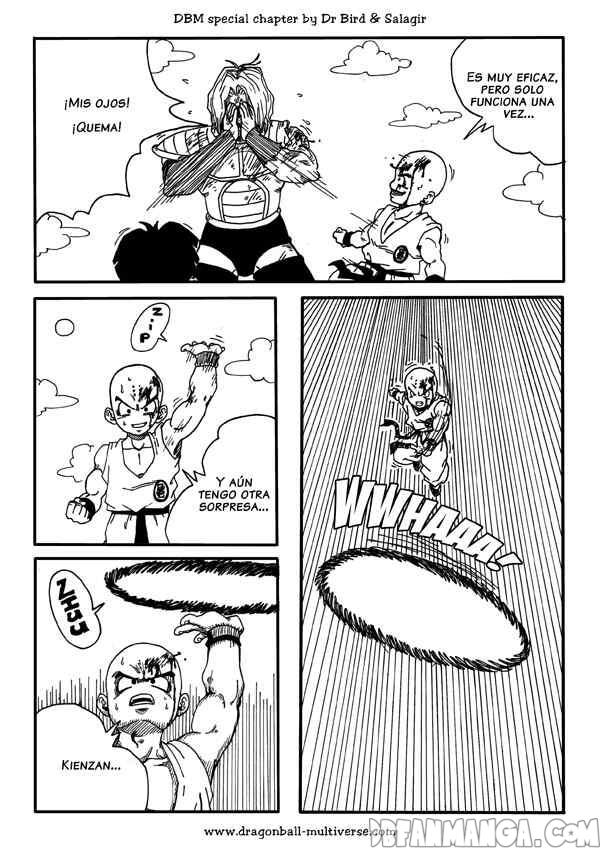 DBM special chapter by Dr Bird & Salagir
¡Mis ojos!
¡Quema!
Es muy eficaz,
pero solo
funciona una
vez...
Zip
Y aún
tengo otra
sorpresa...
WWHAAA!
Kienzan...
www.dragonball-multiverse.com
DBFANMANGA.COM